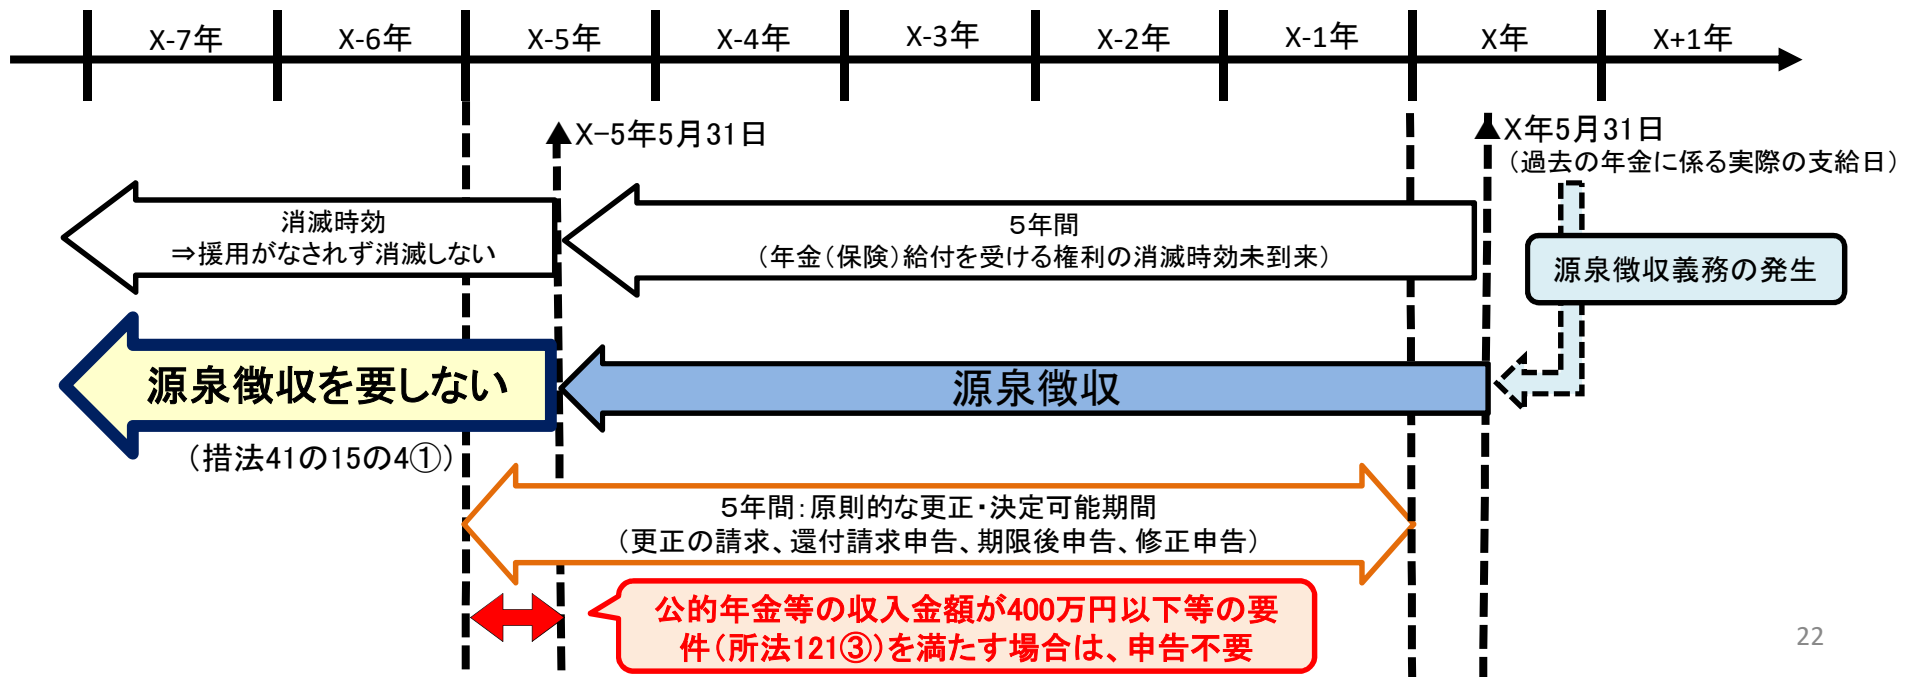 X-7年
X-6年
X-5年
X-4年
X-3年
X-2年
X-1年
X年
X+1年
X-5年5月31日
X年5月31日
（過去の年金に係る実際の支給日）
消滅時効
⇒援用がなされず消滅しない
５年間
（年金（保険）給付を受ける権利の消滅時効未到来）
源泉徴収義務の発生
源泉徴収を要しない
源泉徴収
（措法41の15の4①）
５年間：原則的な更正・決定可能期間
（更正の請求、還付請求申告、期限後申告、修正申告）
公的年金等の収入金額が400万円以下等の要
件（所法121③）を満たす場合は、申告不要
22